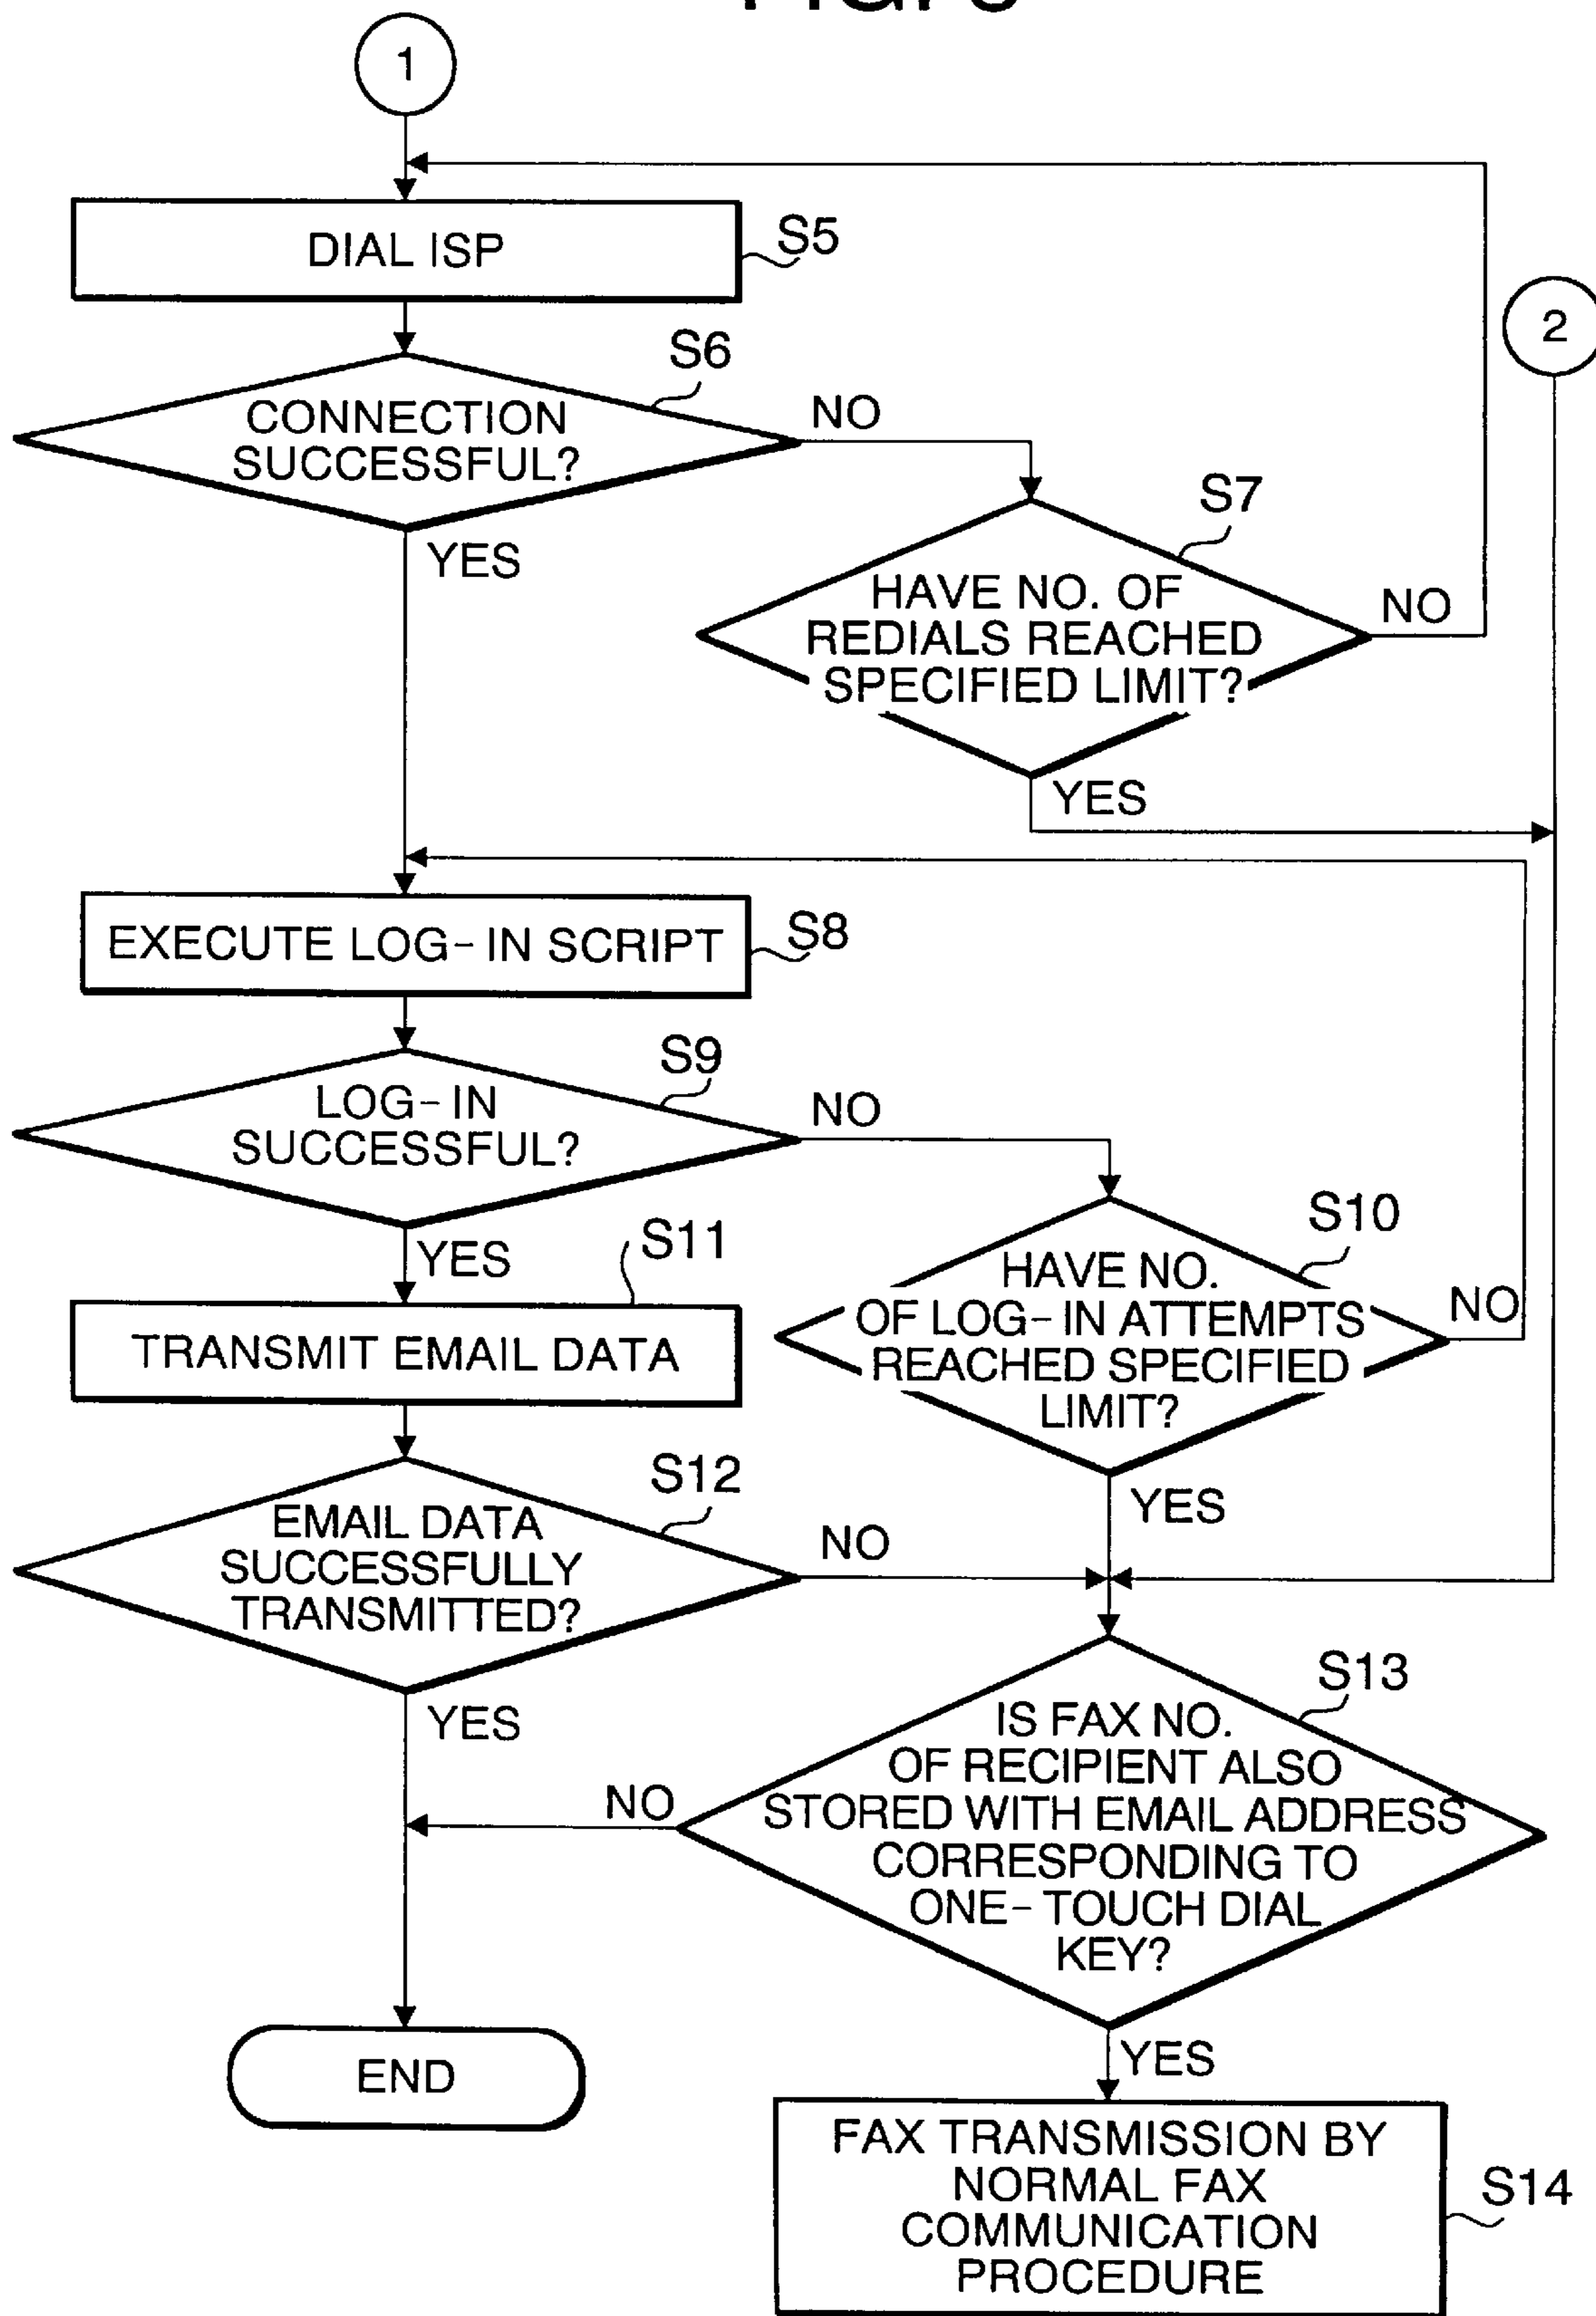 1
DIAL ISP
S5
2
S6
CONNECTION
SUCCESSFUL?
NO
YES
S7
HAVE NO. OF
REDIALS REACHED
SPECIFIED LIMIT?
NO
YES
EXECUTE LOG-IN SCRIPT
S8
S9
LOG-IN
SUCCESSFUL?
NO
YES
S10
HAVE NO.
OF LOG-IN ATTEMPTS
REACHED SPECIFIED
LIMIT?
NO
YES
S11
TRANSMIT EMAIL DATA
S12
EMAIL DATA
SUCCESSFULLY
TRANSMITTED?
NO
YES
S13
IS FAX NO.
OF RECIPIENT ALSO
STORED WITH EMAIL ADDRESS
CORRESPONDING TO
ONE-TOUCH DIAL
KEY?
NO
YES
END
FAX TRANSMISSION BY
NORMAL FAX
COMMUNICATION
PROCEDURE
S14